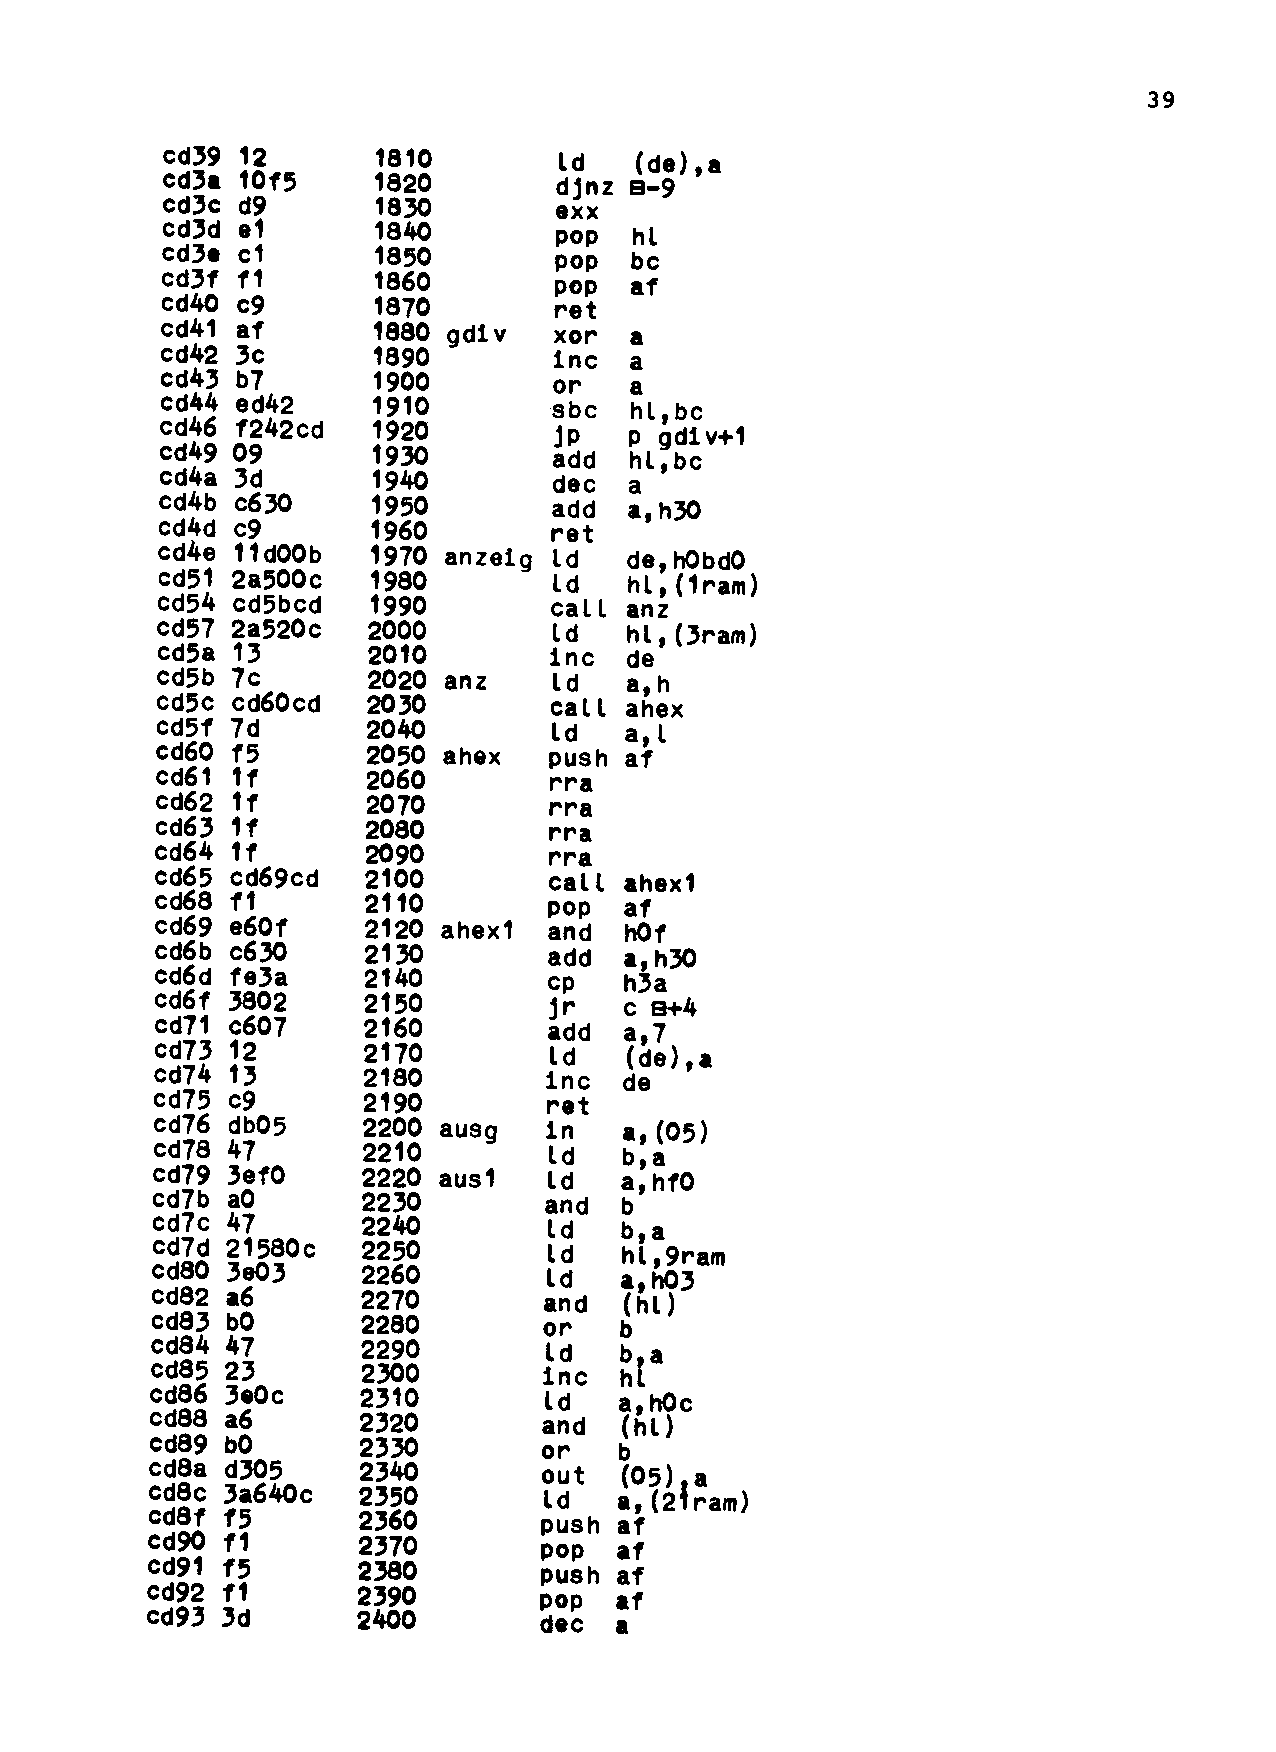 39
cd39 12 1810 ld (de),a
cd3a 10f5 1820 djnz ⊟-9
cd3c d9 1830 exx
cd3d e1 1840 pop hl
cd3e c1 1850 pop bc
cd3f f1 1860 pop af
cd40 c9 1870 ret
cd41 af 1880 gdiv xor a
cd42 3c 1890 inc a
cd43 b7 1900 or a
cd44 ed42 1910 sbc hl,bc
cd46 f242cd 1920 jp p gdiv+1
cd49 09 1930 add hl,bc
cd4a 3d 1940 dec a
cd4b c630 1950 add a,h30
cd4d c9 1960 ret
cd4e 11d00b 1970 anzeig ld de,h0bd0
cd51 2a500c 1980 ld hl,(1ram)
cd54 cd5bcd 1990 call anz
cd57 2a520c 2000 ld hl,(3ram)
cd5a 13 2010 inc de
cd5b 7c 2020 anz ld a,h
cd5c cd60cd 2030 call ahex
cd5f 7d 2040 ld a,l
cd60 f5 2050 ahex push af
cd61 1f 2060 rra
cd62 1f 2070 rra
cd63 1f 2080 rra
cd64 1f 2090 rra
cd65 cd69cd 2100 call ahex1
cd68 f1 2110 pop af
cd69 e60f 2120 ahex1 and h0f
cd6b c630 2130 add a,h30
cd6d fe3a 2140 cp h3a
cd6f 3802 2150 jr c ⊟+4
cd71 c607 2160 add a,7
cd73 12 2170 ld (de),a
cd74 13 2180 inc de
cd75 c9 2190 ret
cd76 db05 2200 ausg in a,(05)
cd78 47 2210 ld b,a
cd79 3ef0 2220 aus1 ld a,hf0
cd7b a0 2230 and b
cd7c 47 2240 ld b,a
cd7d 21580c 2250 ld hl,9ram
cd80 3e03 2260 ld a,h03
cd82 a6 2270 and (hl)
cd83 b0 2280 or b
cd84 47 2290 ld b,a
cd85 23 2300 inc hl
cd86 3e0c 2310 ld a,h0c
cd88 a6 2320 and (hl)
cd89 b0 2330 or b
cd8a d305 2340 out (05),a
cd8c 3a640c 2350 ld a,(21ram)
cd8f f5 2360 push af
cd90 f1 2370 pop af
cd91 f5 2380 push af
cd92 f1 2390 pop af
cd93 3d 2400 dec a